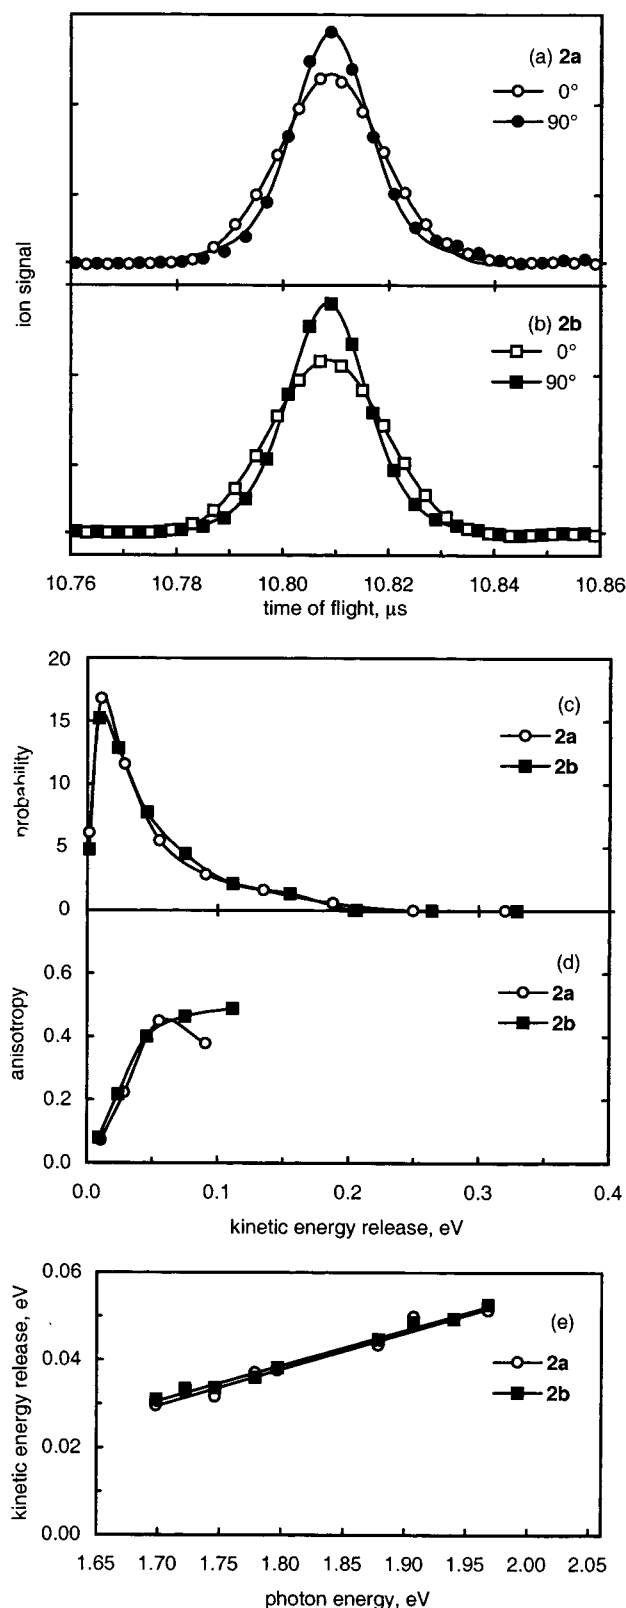 (a) 2a
0°
90°
ion signal
(b) 2b
0°
90°
10.76 10.78 10.80 10.82 10.84 10.86
time of flight, µs
20
15
10
5
0
probability
(c)
2a
2b
0.6
0.4
0.2
0.0
anisotropy
(d)
2a
2b
0.0 0.1 0.2 0.3 0.4
kinetic energy release, eV
0.06
0.04
0.02
0.00
kinetic energy release, eV
(e)
2a
2b
1.65 1.70 1.75 1.80 1.85 1.90 1.95 2.00 2.05
photon energy, eV